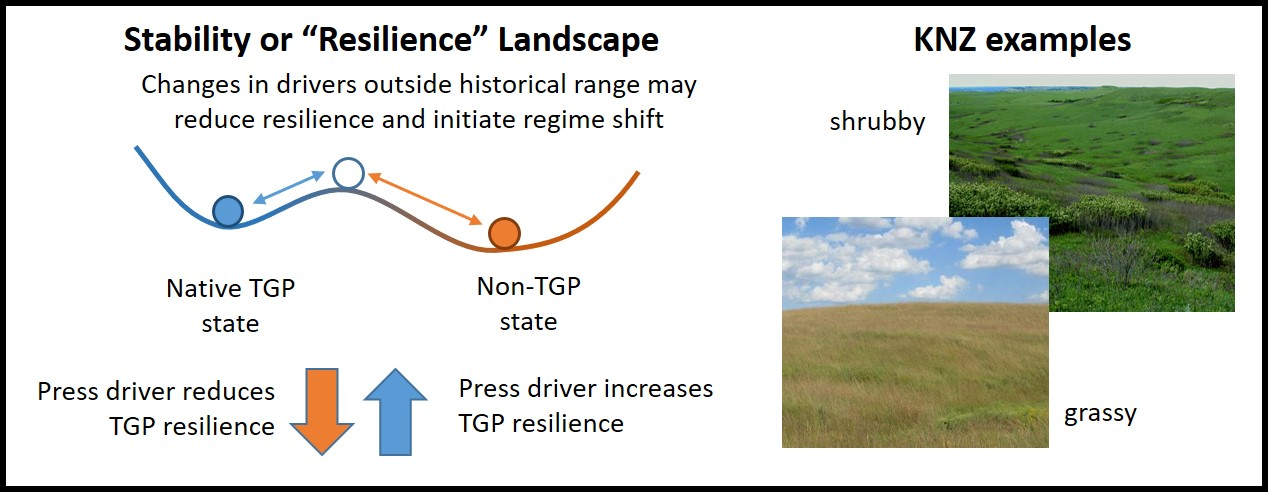 Stability or “Resilience” Landscape
Changes in drivers outside historical range may
reduce resilience and initiate regime shift
Native TGP
state
Non-TGP
state
Press driver reduces
TGP resilience
Press driver increases
TGP resilience
KNZ examples
shrubby
grassy